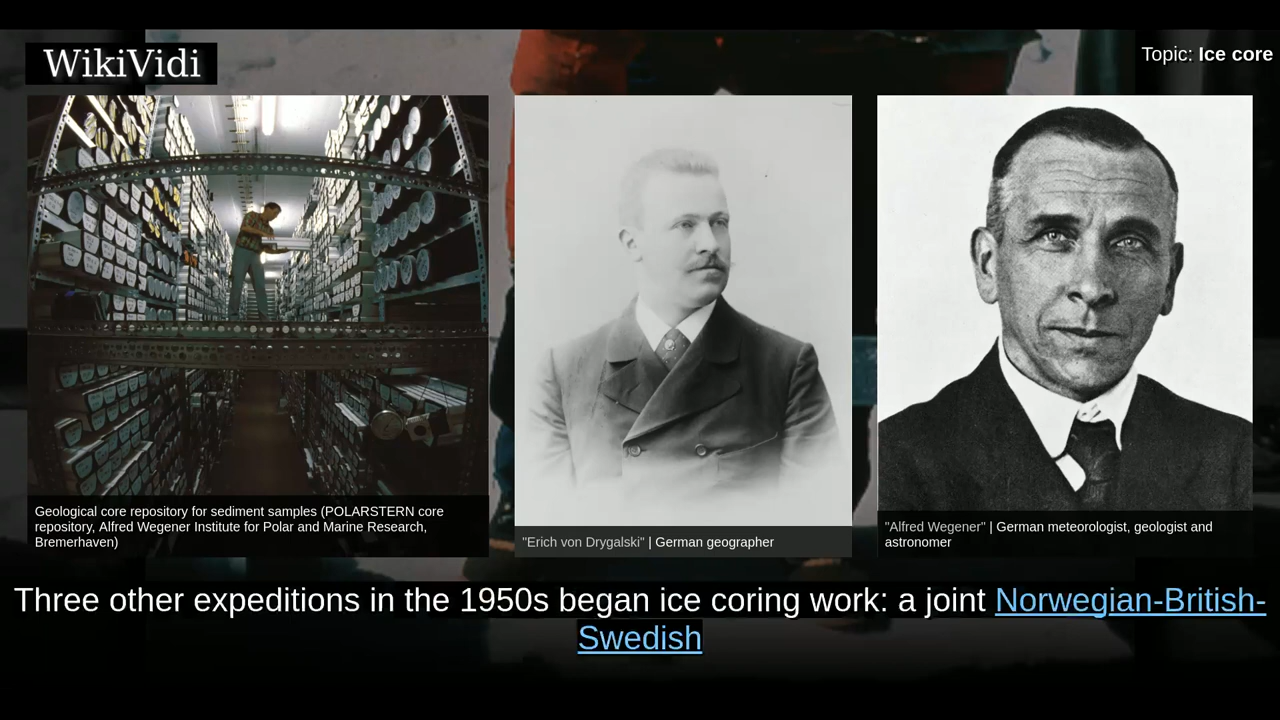 WikiVidi
Topic: Ice core
Geological core repository for sediment samples (POLARSTERN core
repository, Alfred Wegener Institute for Polar and Marine Research,
Bremerhaven)
"Erich von Drygalski" | German geographer
"Alfred Wegener" | German meteorologist, geologist and
astronomer
Three other expeditions in the 1950s began ice coring work: a joint Norwegian-British-
Swedish